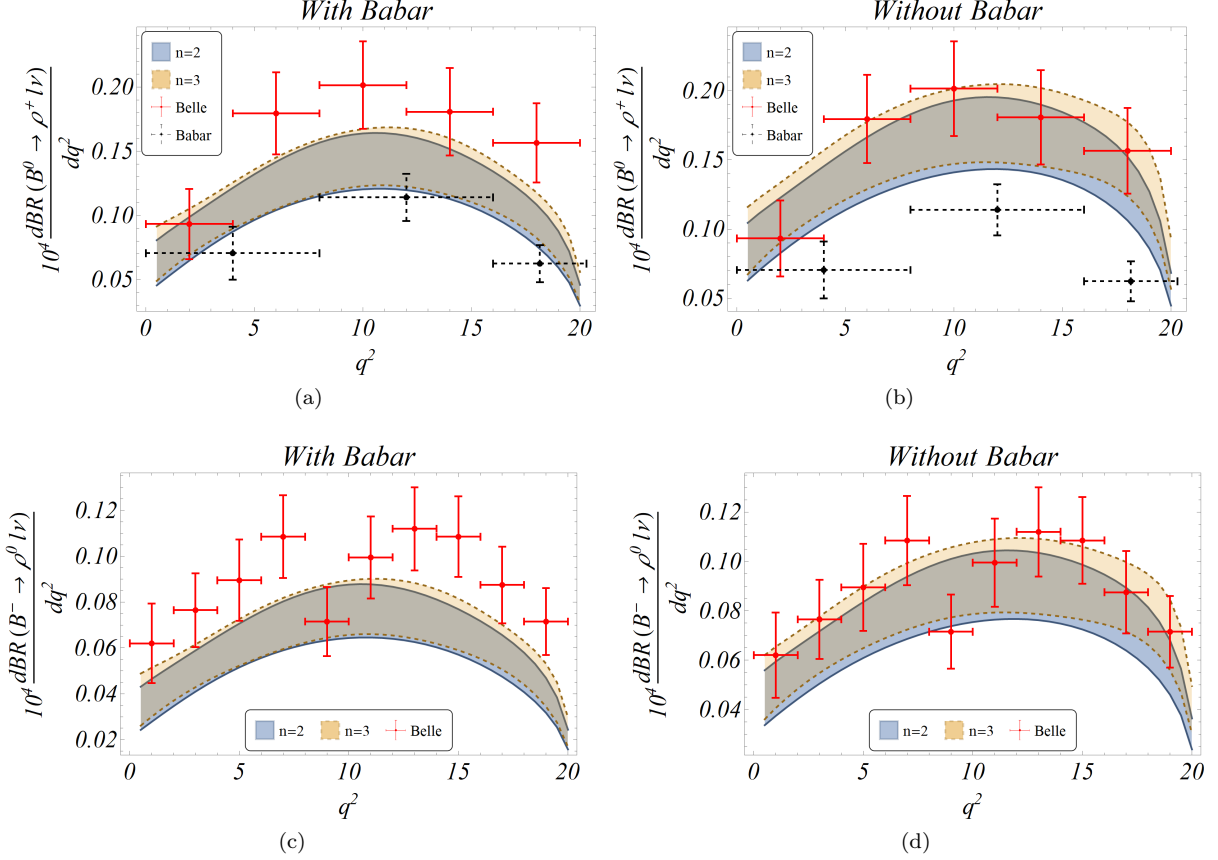 With Babar
n=2
n=3
Belle
Babar
10^4 dBR (B^0 → ρ^+ lν) / dq^2
0.20
0.15
0.10
0.05
0 5 10 15 20
q^2
(a)
Without Babar
n=2
n=3
Belle
Babar
10^4 dBR (B^0 → ρ^+ lν) / dq^2
0.20
0.15
0.10
0.05
0 5 10 15 20
q^2
(b)
With Babar
10^4 dBR (B^- → ρ^0 lν) / dq^2
0.12
0.10
0.08
0.06
0.04
0.02
n=2 n=3 Belle
0 5 10 15 20
q^2
(c)
Without Babar
10^4 dBR (B^- → ρ^0 lν) / dq^2
0.12
0.10
0.08
0.06
0.04
n=2 n=3 Belle
0 5 10 15 20
q^2
(d)